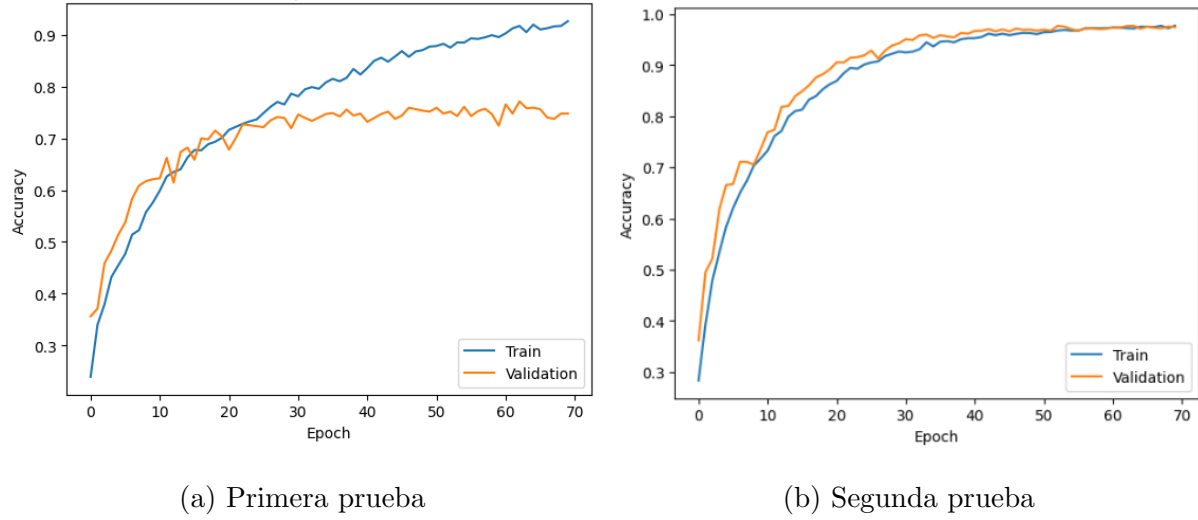 0.9
0.8
0.7
0.6
0.5
0.4
0.3
Accuracy
0 10 20 30 40 50 60 70
Epoch
Train
Validation
(a) Primera prueba
1.0
0.9
0.8
0.7
0.6
0.5
0.4
0.3
Accuracy
0 10 20 30 40 50 60 70
Epoch
Train
Validation
(b) Segunda prueba